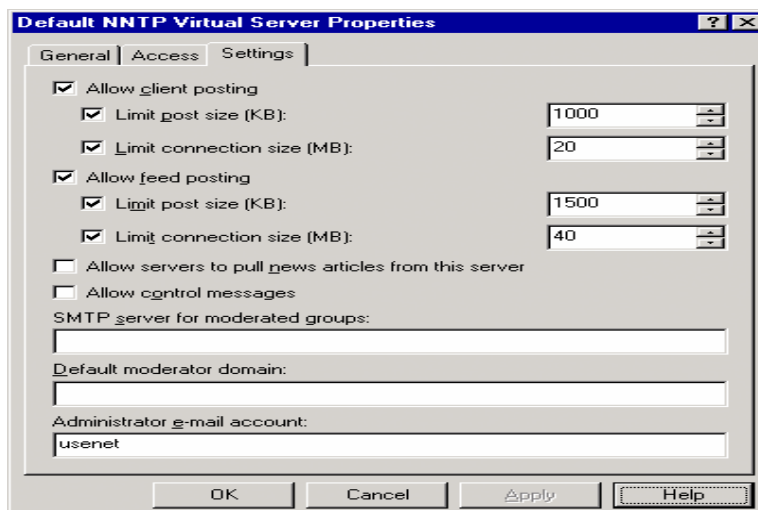 Default NNTP Virtual Server Properties
General Access Settings
Allow client posting
Limit post size (KB): 1000
Limit connection size (MB): 20
Allow feed posting
Limit post size (KB): 1500
Limit connection size (MB): 40
Allow servers to pull news articles from this server
Allow control messages
SMTP server for moderated groups:
Default moderator domain:
Administrator e-mail account:
usenet
OK Cancel Apply Help